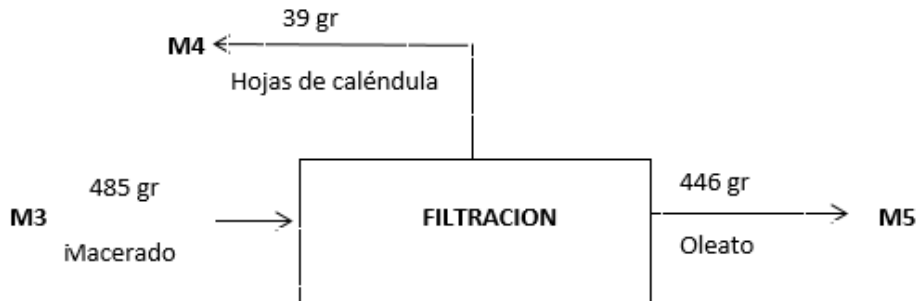 39 gr
M4
Hojas de caléndula
485 gr
446 gr
M3
FILTRACION
M5
Macerado
Oleato